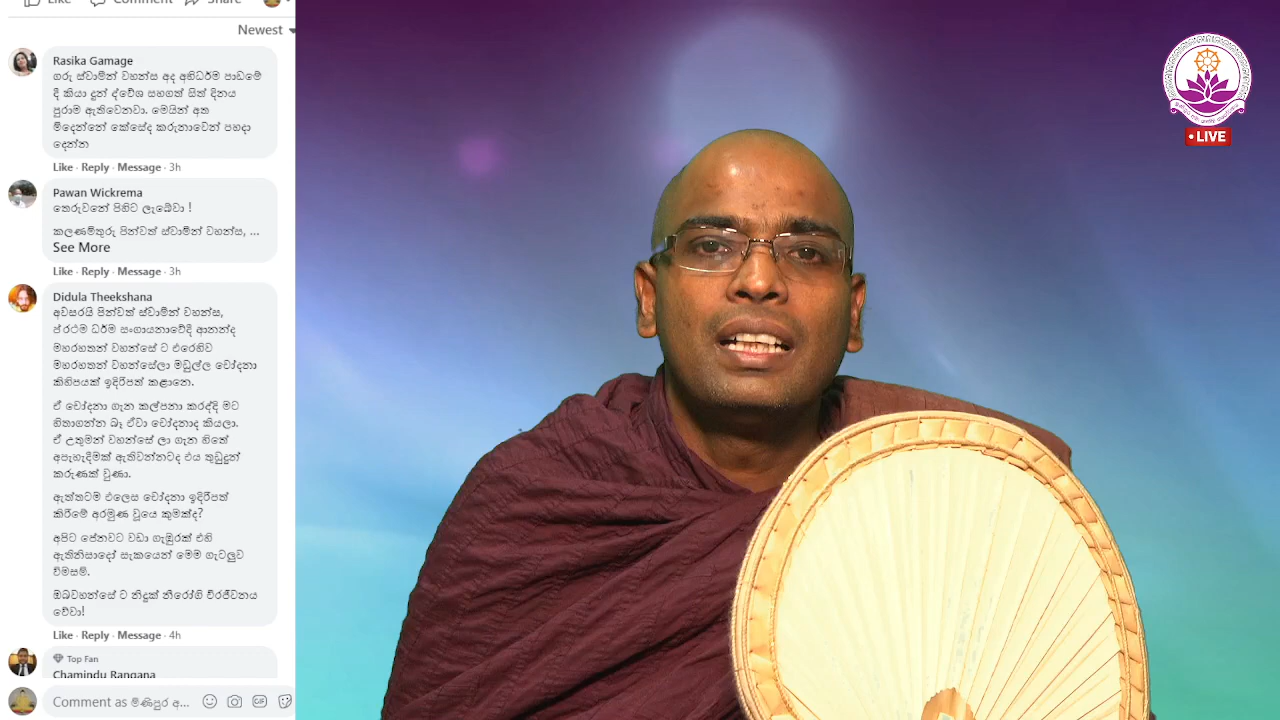 Like Comment Share
Newest
Rasika Gamage
ගරු ස්වාමින් වහන්ස අද අභිධර්ම පාඩමේ
දී කියා දුන් ද්වේශ සහගත් සිත් දිනය
පුරාම ඇතිවෙනවා. මෙයින් අත
මිදෙන්නේ කේසේද කරුනාවෙන් පහදා
දෙන්න
Like · Reply · Message · 3h
Pawan Wickrema
තෙරුවනේ පිහිට ලැබේවා !
කලණමිතුරු පින්වත් ස්වාමින් වහන්ස, ...
See More
Like · Reply · Message · 3h
Didula Theekshana
අවසරයි පින්වත් ස්වාමින් වහන්ස,
ප්රථම ධර්ම සංගායනාවේදි ආනන්ද
මහරහතන් වහන්සේ ට එරෙහිව
මහරහතන් වහන්සේලා මඩුල්ල චෝදනා
කිහිපයක් ඉදිරිපත් කළානෙ.
ඒ චෝදනා ගැන කල්පනා කරද්දි මට
හිතාගන්න බෑ ඒවා චෝදනාද කියලා.
ඒ උතුමන් වහන්සේ ලා ගැන හිතේ
අපැහැදීමක් ඇතිවන්නටද එය තුඩුදුන්
කරුණක් වුණා.
ඇත්තටම එලෙස චෝදනා ඉදිරිපත්
කිරීමේ අරමුණ වූයෙ කුමක්ද?
අපිට පේනවට වඩා ගැඹුරක් එහි
ඇතිනිසාදෝ සැකයෙන් මෙම ගැටලුව
විමසමි.
ඔබවහන්සේ ට නිදුක් නිරෝගි චිරජීවනය
වේවා!
Like · Reply · Message · 4h
Top Fan
Chamindu Rangana
Comment as මිණිපුර අ...
GIF
LIVE